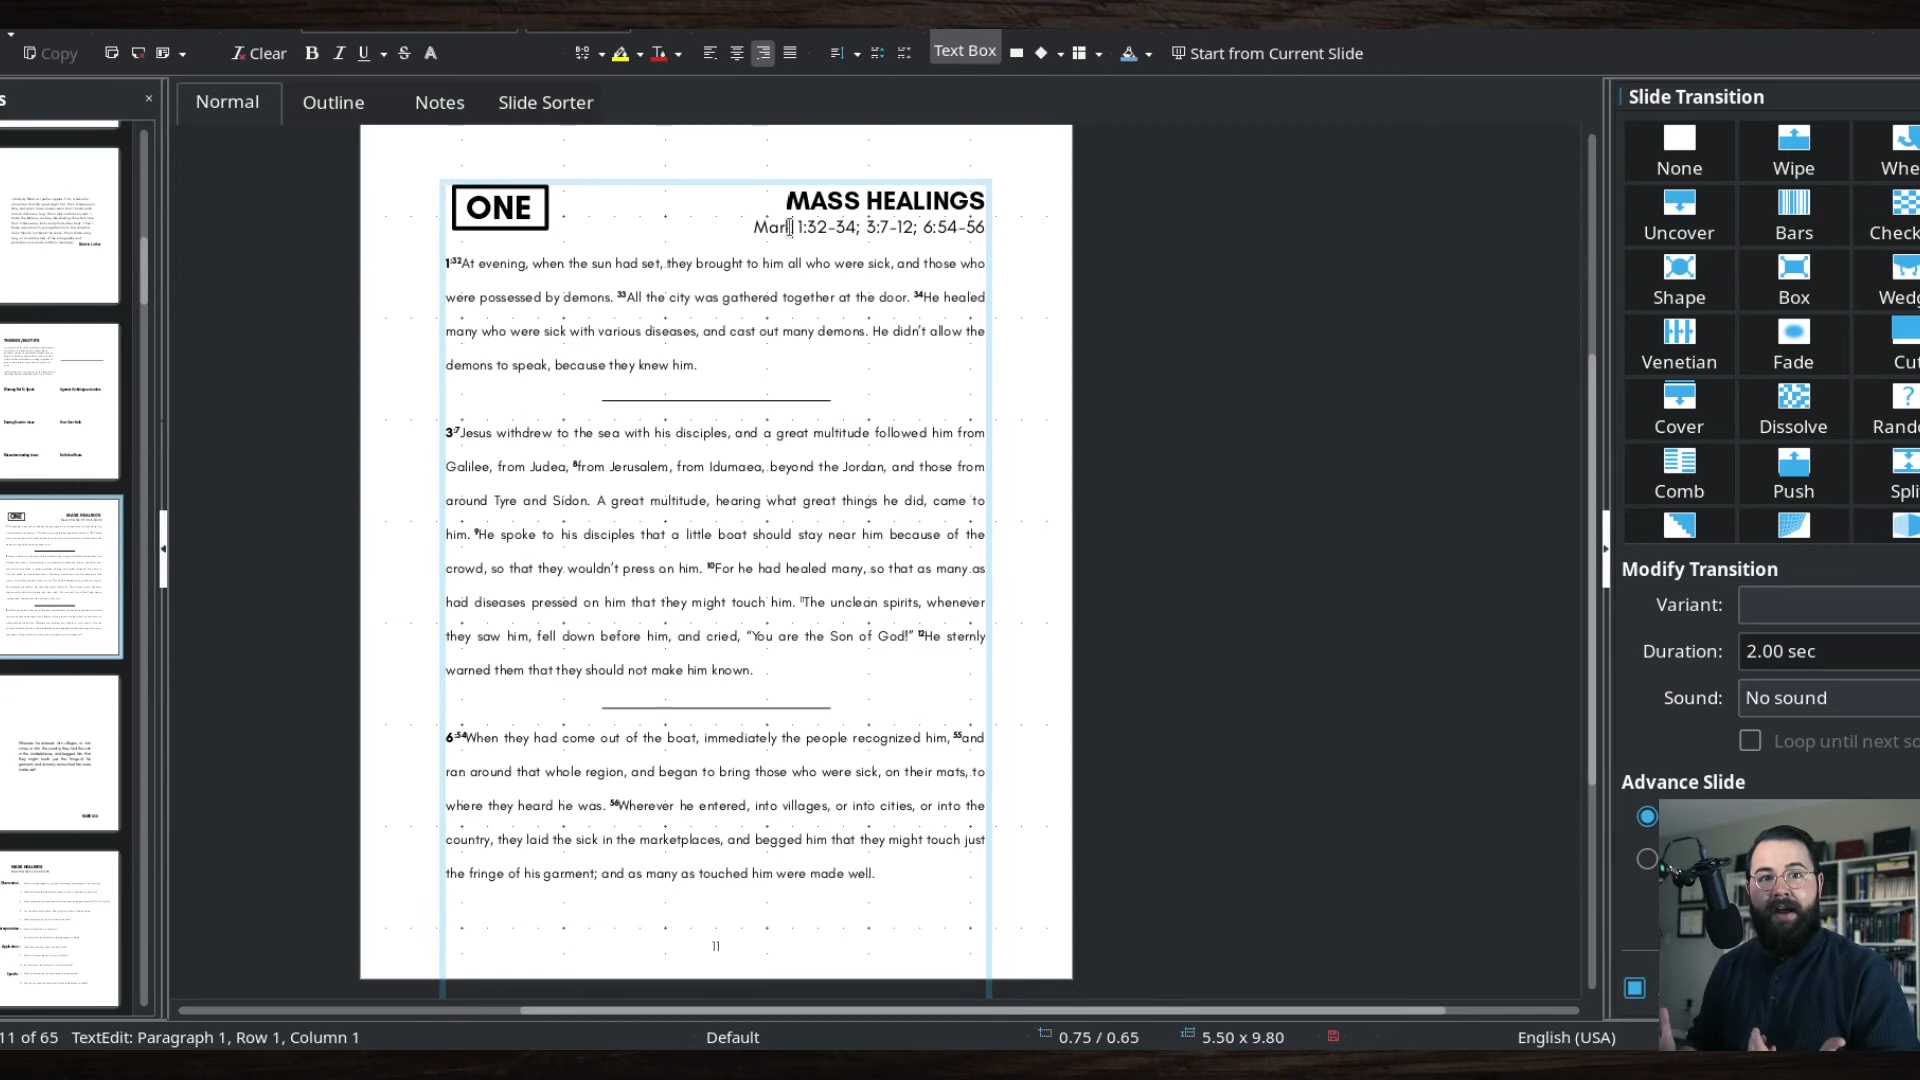 Copy
Clear
Text Box
Start from Current Slide
Normal
Outline
Notes
Slide Sorter
ONE
MASS HEALINGS
Mark 1:32-34; 3:7-12; 6:54-56
1:32At evening, when the sun had set, they brought to him all who were sick, and those who
were possessed by demons. 33All the city was gathered together at the door. 34He healed
many who were sick with various diseases, and cast out many demons. He didn’t allow the
demons to speak, because they knew him.
3:7Jesus withdrew to the sea with his disciples, and a great multitude followed him from
Galilee, from Judea, 8from Jerusalem, from Idumaea, beyond the Jordan, and those from
around Tyre and Sidon. A great multitude, hearing what great things he did, came to
him. 9He spoke to his disciples that a little boat should stay near him because of the
crowd, so that they wouldn’t press on him. 10For he had healed many, so that as many as
had diseases pressed on him that they might touch him. 11The unclean spirits, whenever
they saw him, fell down before him, and cried, “You are the Son of God!” 12He sternly
warned them that they should not make him known.
6:54When they had come out of the boat, immediately the people recognized him, 55and
ran around that whole region, and began to bring those who were sick, on their mats, to
where they heard he was. 56Wherever he entered, into villages, or into cities, or into the
country, they laid the sick in the marketplaces, and begged him that they might touch just
the fringe of his garment; and as many as touched him were made well.
11
Slide Transition
None
Wipe
Whe
Uncover
Bars
Check
Shape
Box
Wedg
Venetian
Fade
Cut
Cover
Dissolve
Rando
Comb
Push
Spli
Modify Transition
Variant:
Duration: 2.00 sec
Sound: No sound
Loop until next so
Advance Slide
11 of 65
TextEdit: Paragraph 1, Row 1, Column 1
Default
0.75 / 0.65
5.50 x 9.80
English (USA)